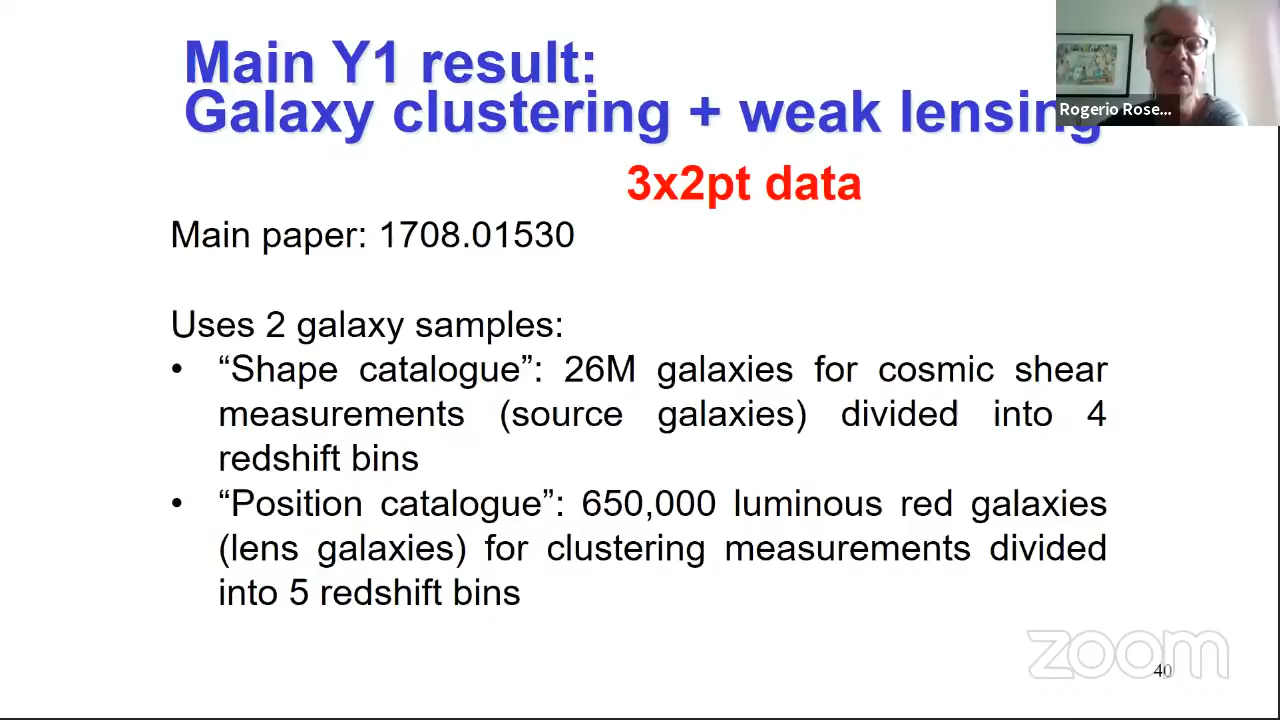 Main Y1 result:
Galaxy clustering + weak lensing
Rogerio Rose...
3x2pt data
Main paper: 1708.01530
Uses 2 galaxy samples:
• “Shape catalogue”: 26M galaxies for cosmic shear
measurements (source galaxies) divided into 4
redshift bins
• “Position catalogue”: 650,000 luminous red galaxies
(lens galaxies) for clustering measurements divided
into 5 redshift bins
zoom
40